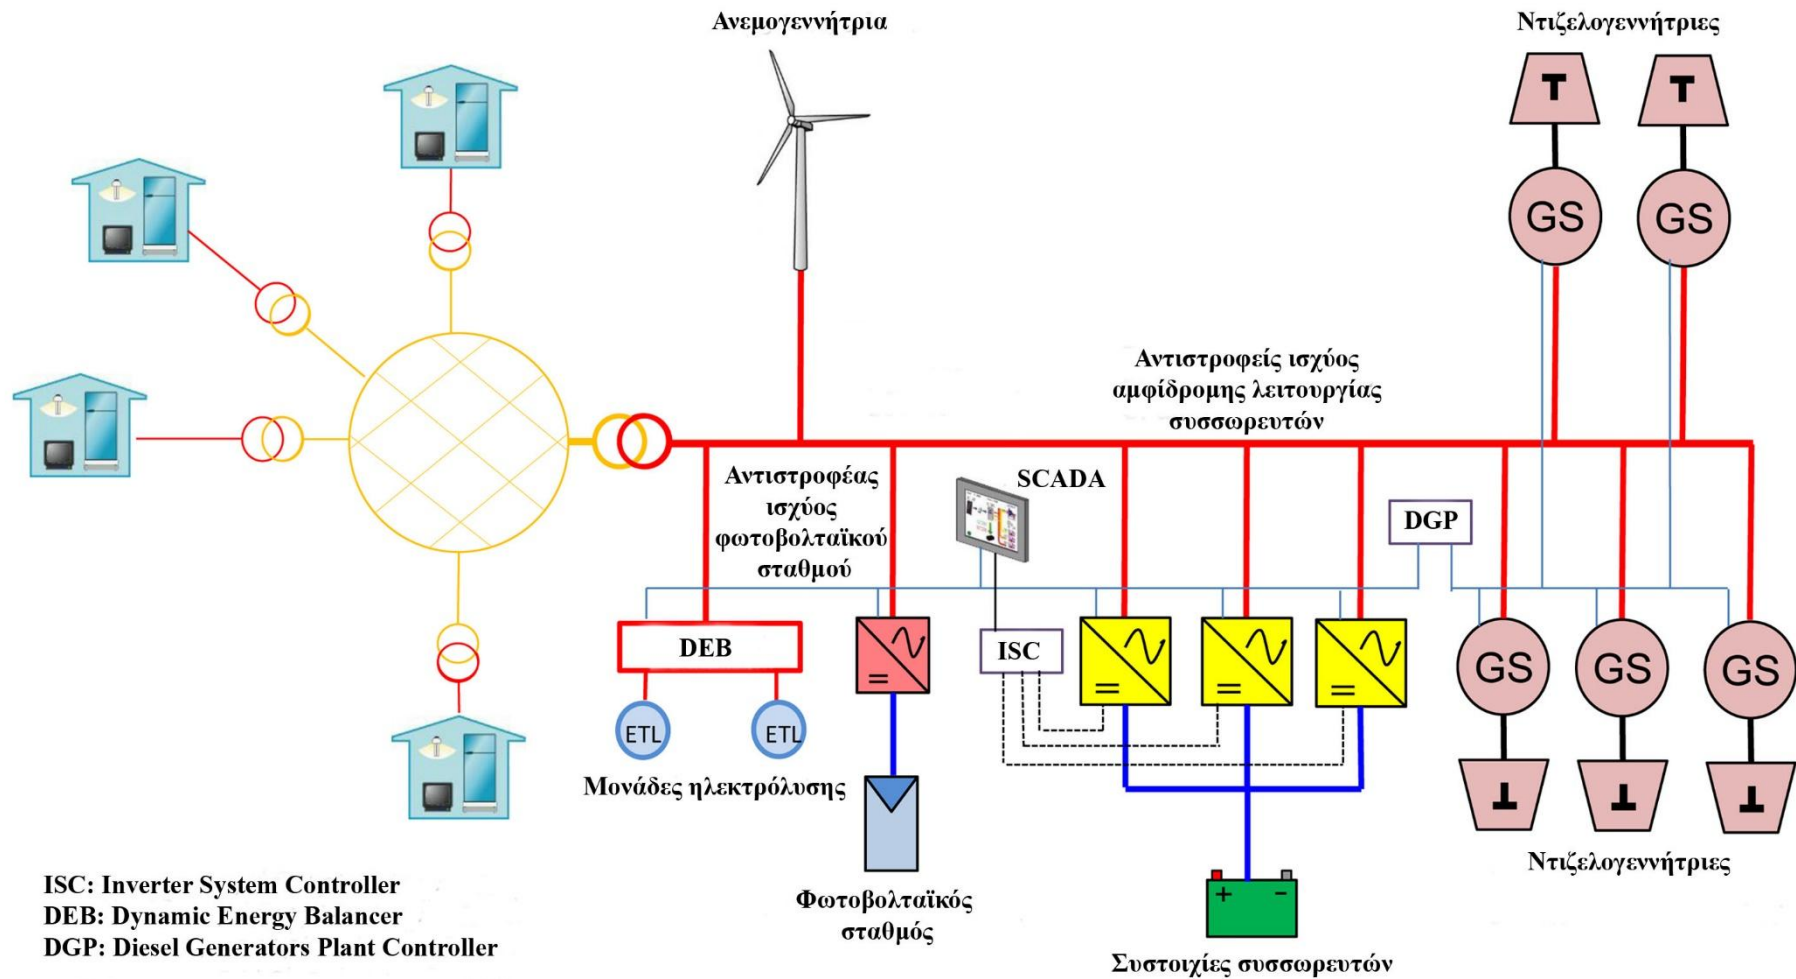 Ανεμογεννήτρια
Ντιζελογεννήτριες
T
T
GS
GS
Αντιστροφείς ισχύος
αμφίδρομης λειτουργίας
συσσωρευτών
Αντιστροφέας
ισχύος
φωτοβολταϊκού
σταθμού
SCADA
DGP
DEB
ISC
GS
GS
GS
ETL
ETL
Μονάδες ηλεκτρόλυσης
T
T
T
Ντιζελογεννήτριες
+ −
Φωτοβολταϊκός
σταθμός
Συστοιχίες συσσωρευτών
ISC: Inverter System Controller
DEB: Dynamic Energy Balancer
DGP: Diesel Generators Plant Controller